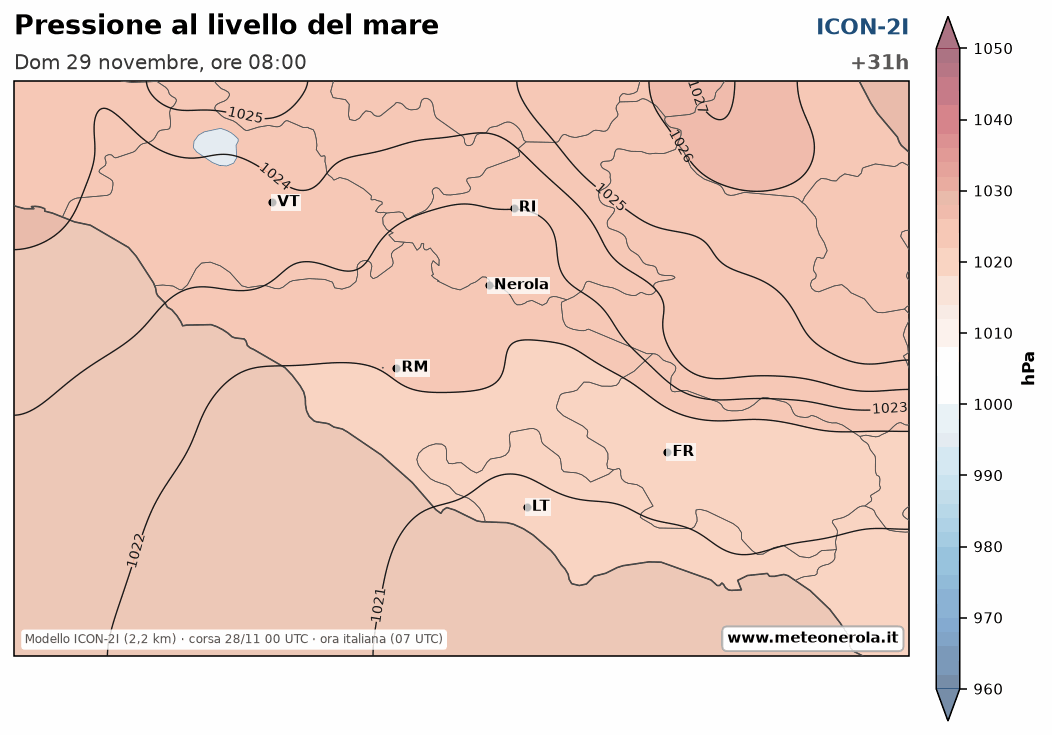 Pressione al livello del mare
ICON-2I
Dom 29 novembre, ore 08:00
+31h
1025
1027
1026
1024
1025
VT
RI
Nerola
RM
1023
FR
LT
1022
1021
Modello ICON-2I (2,2 km) · corsa 28/11 00 UTC · ora italiana (07 UTC)
www.meteonerola.it
1050
1040
1030
1020
1010
1000
990
980
970
960
hPa